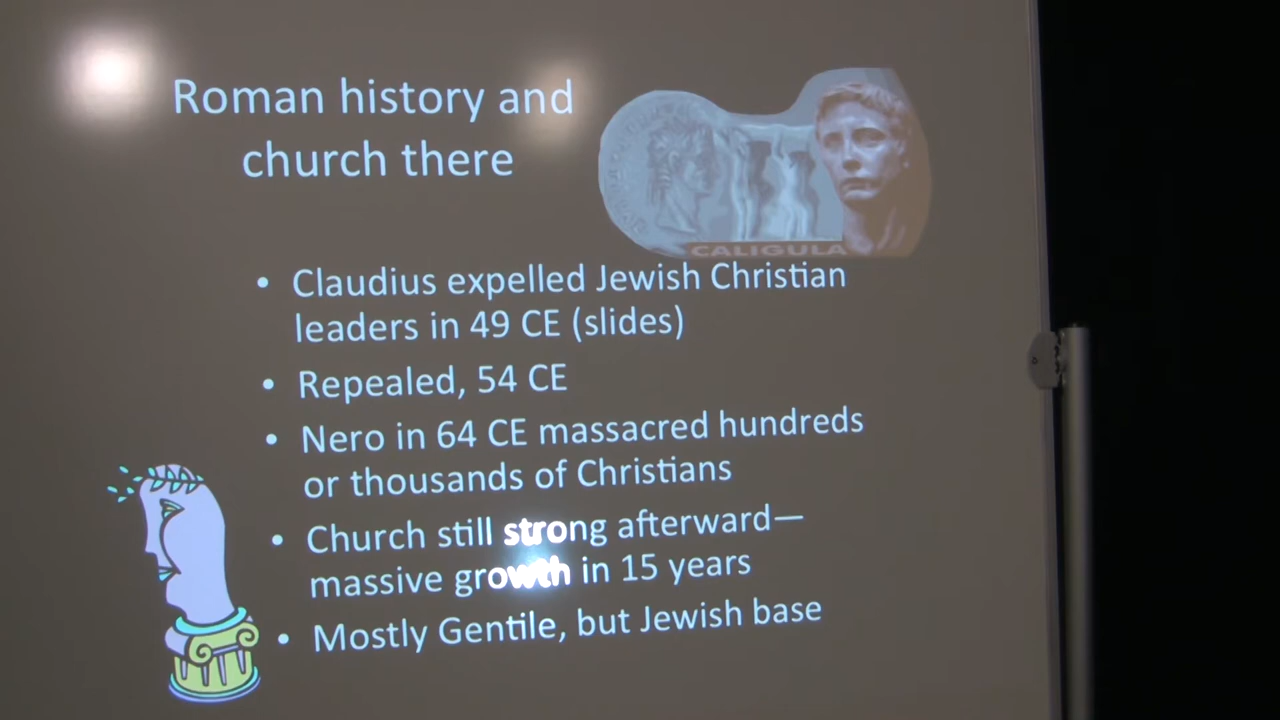 Roman history and
church there
CALIGULA
• Claudius expelled Jewish Christian
leaders in 49 CE (slides)
• Repealed, 54 CE
• Nero in 64 CE massacred hundreds
or thousands of Christians
• Church still strong afterward—
massive growth in 15 years
• Mostly Gentile, but Jewish base